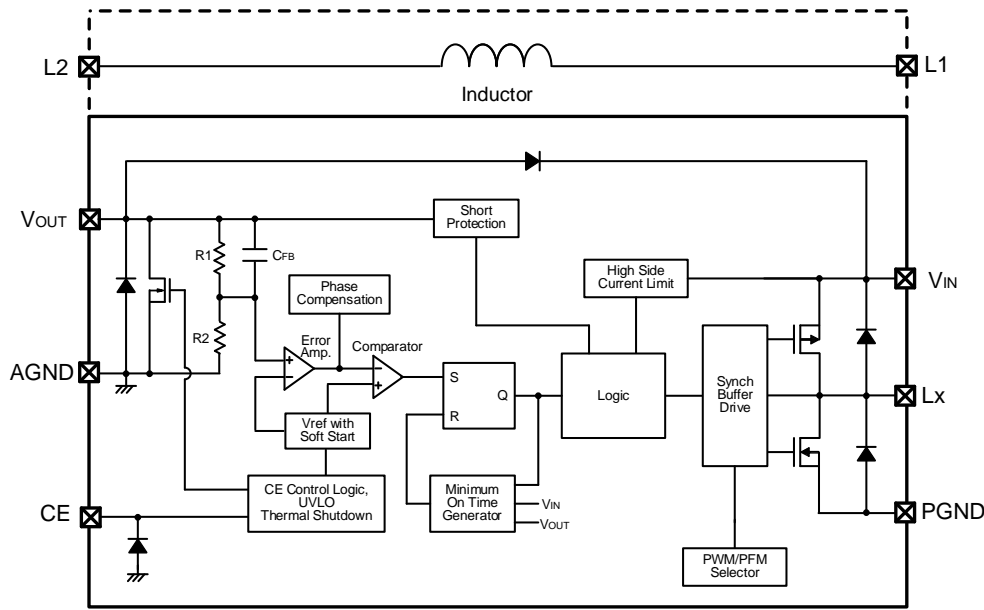 L2
L1
Inductor
VOUT
Short
Protection
R1
CFB
High Side
Current Limit
VIN
Phase
Compensation
R2
Error
Amp.
Comparator
AGND
+
−
−
+
S
Q
R
Logic
Synch
Buffer
Drive
Lx
Vref with
Soft Start
CE Control Logic,
UVLO
Thermal Shutdown
Minimum
On Time
Generator
VIN
VOUT
CE
PGND
PWM/PFM
Selector